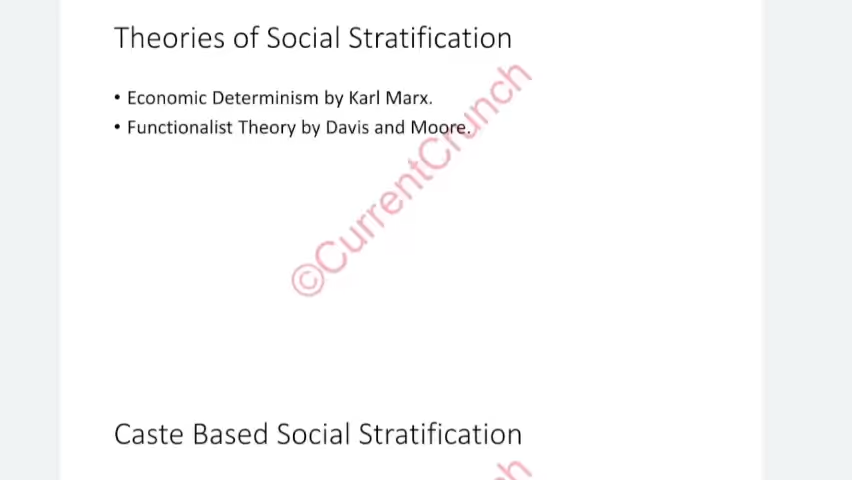 Theories of Social Stratification
• Economic Determinism by Karl Marx.
• Functionalist Theory by Davis and Moore.
©CurrentCrunch
Caste Based Social Stratification
ch